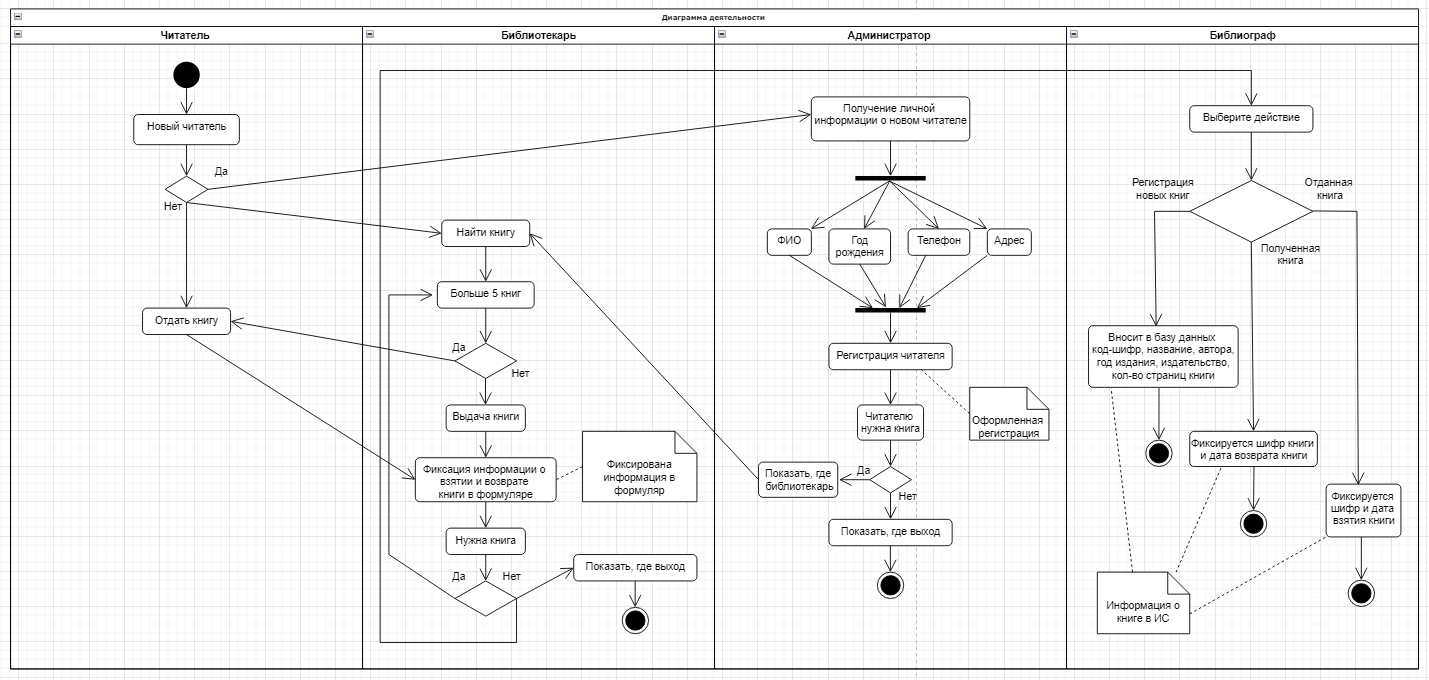 Диаграмма деятельности
Читатель
Библиотекарь
Администратор
Библиограф
Новый читатель
Да
Нет
Отдать книгу
Найти книгу
Больше 5 книг
Да
Нет
Выдача книги
Фиксация информации о
взятии и возврате
книги в формуляре
Фиксирована
информация в
формуляр
Нужна книга
Да
Нет
Показать, где выход
Получение личной
информации о новом читателе
ФИО
Год
рождения
Телефон
Адрес
Регистрация читателя
Оформленная
регистрация
Читателю
нужна книга
Да
Нет
Показать, где
библиотекарь
Показать, где выход
Выберите действие
Регистрация
новых книг
Отданная
книга
Полученная
книга
Вносит в базу данных
код-шифр, название, автора,
год издания, издательство,
кол-во страниц книги
Фиксируется шифр книги
и дата возврата книги
Фиксируется
шифр и дата
взятия книги
Информация о
книге в ИС